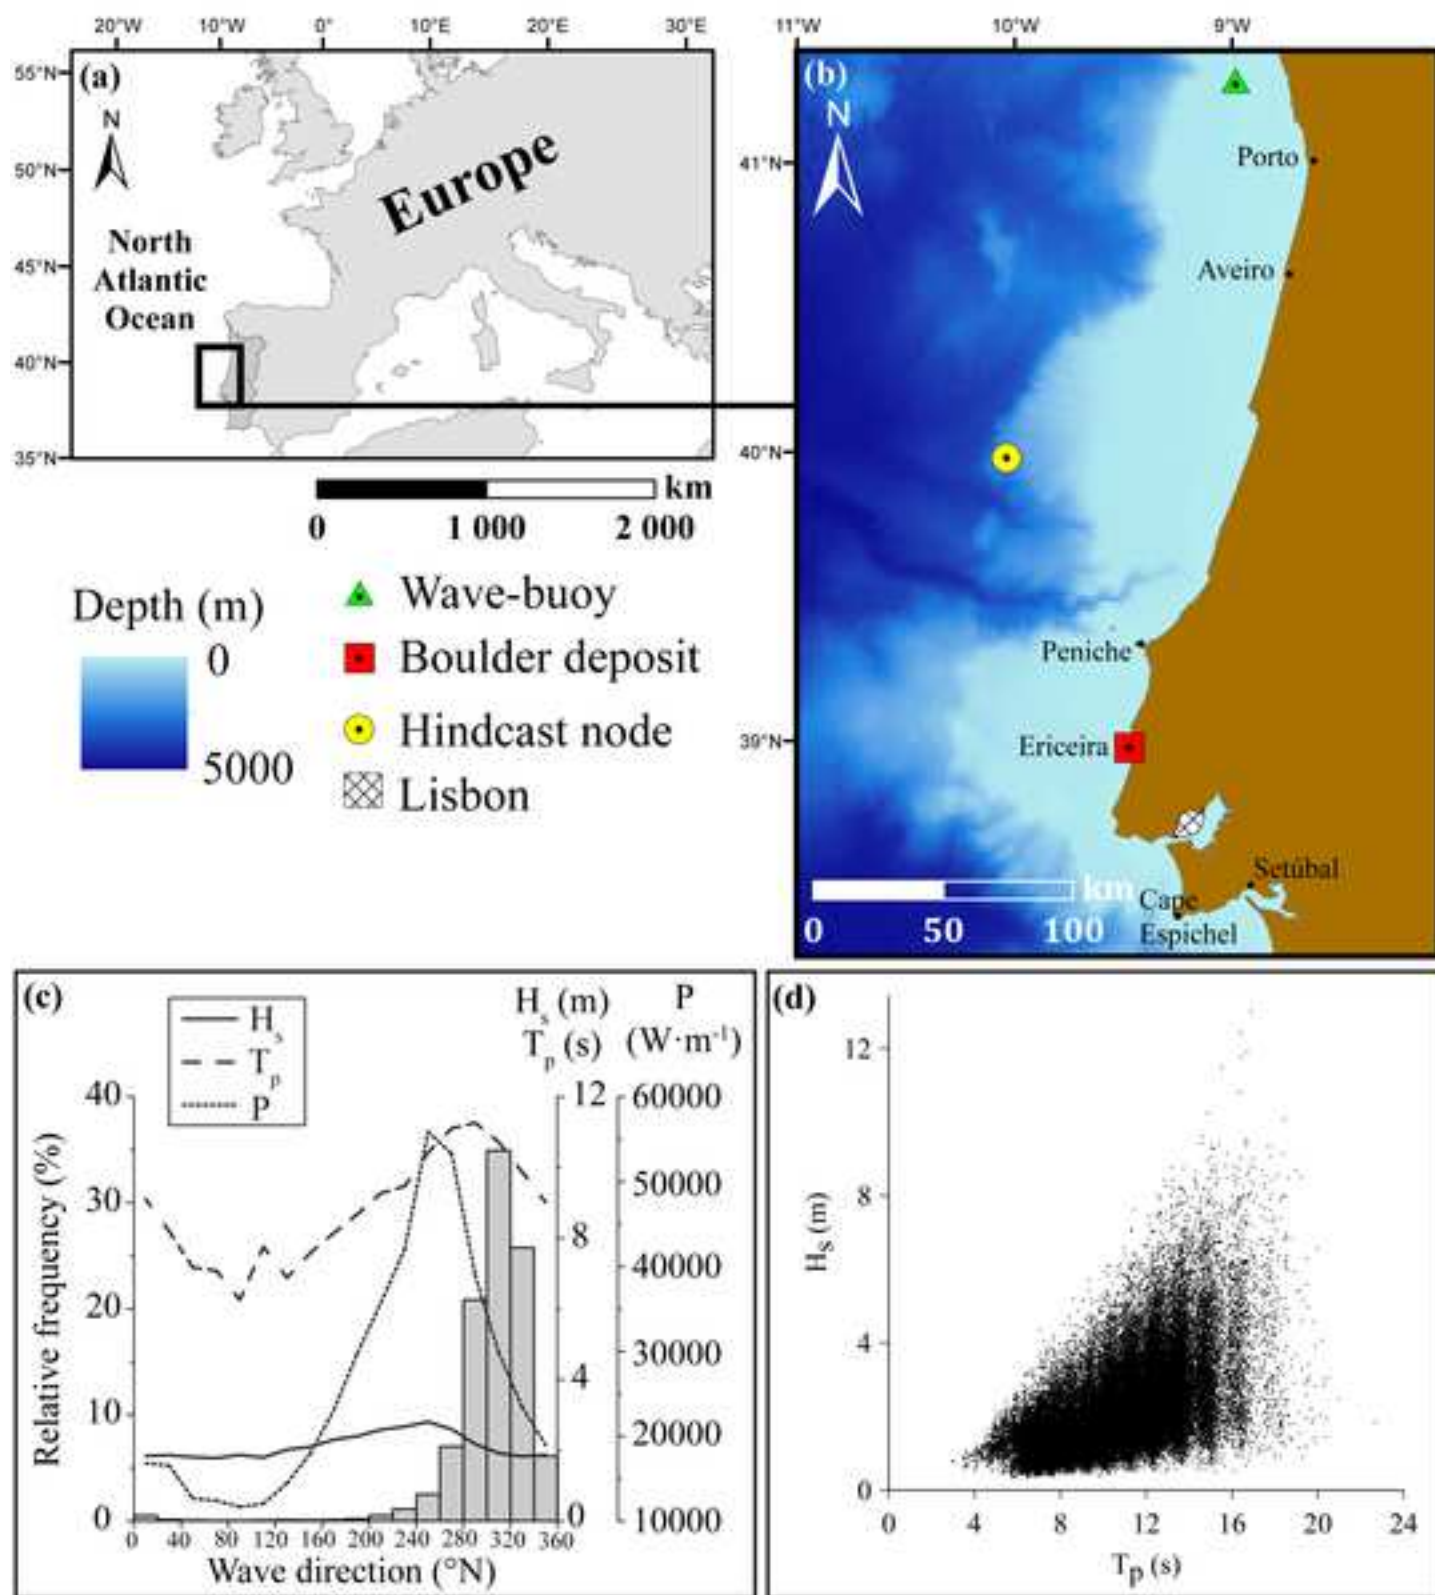 20°W 10°W 0° 10°E 20°E 30°E
11°W 10°W 9°W
55°N
50°N
45°N
40°N
35°N
(a)
N
Europe
North
Atlantic
Ocean
km
0 1 000 2 000
Depth (m)
0
5000
Wave-buoy
Boulder deposit
Hindcast node
Lisbon
(b)
N
41°N
40°N
39°N
Porto
Aveiro
Peniche
Ericeira
Setúbal
Cape
Espichel
km
0 50 100
(c)
Hs
Tp
P
Hs (m) P
Tp (s) (W·m-1)
Relative frequency (%)
40
30
20
10
0
12
8
4
0
60000
50000
40000
30000
20000
10000
0 40 80 120 160 200 240 280 320 360
Wave direction (°N)
(d)
Hs (m)
12
8
4
0
0 4 8 12 16 20 24
Tp (s)